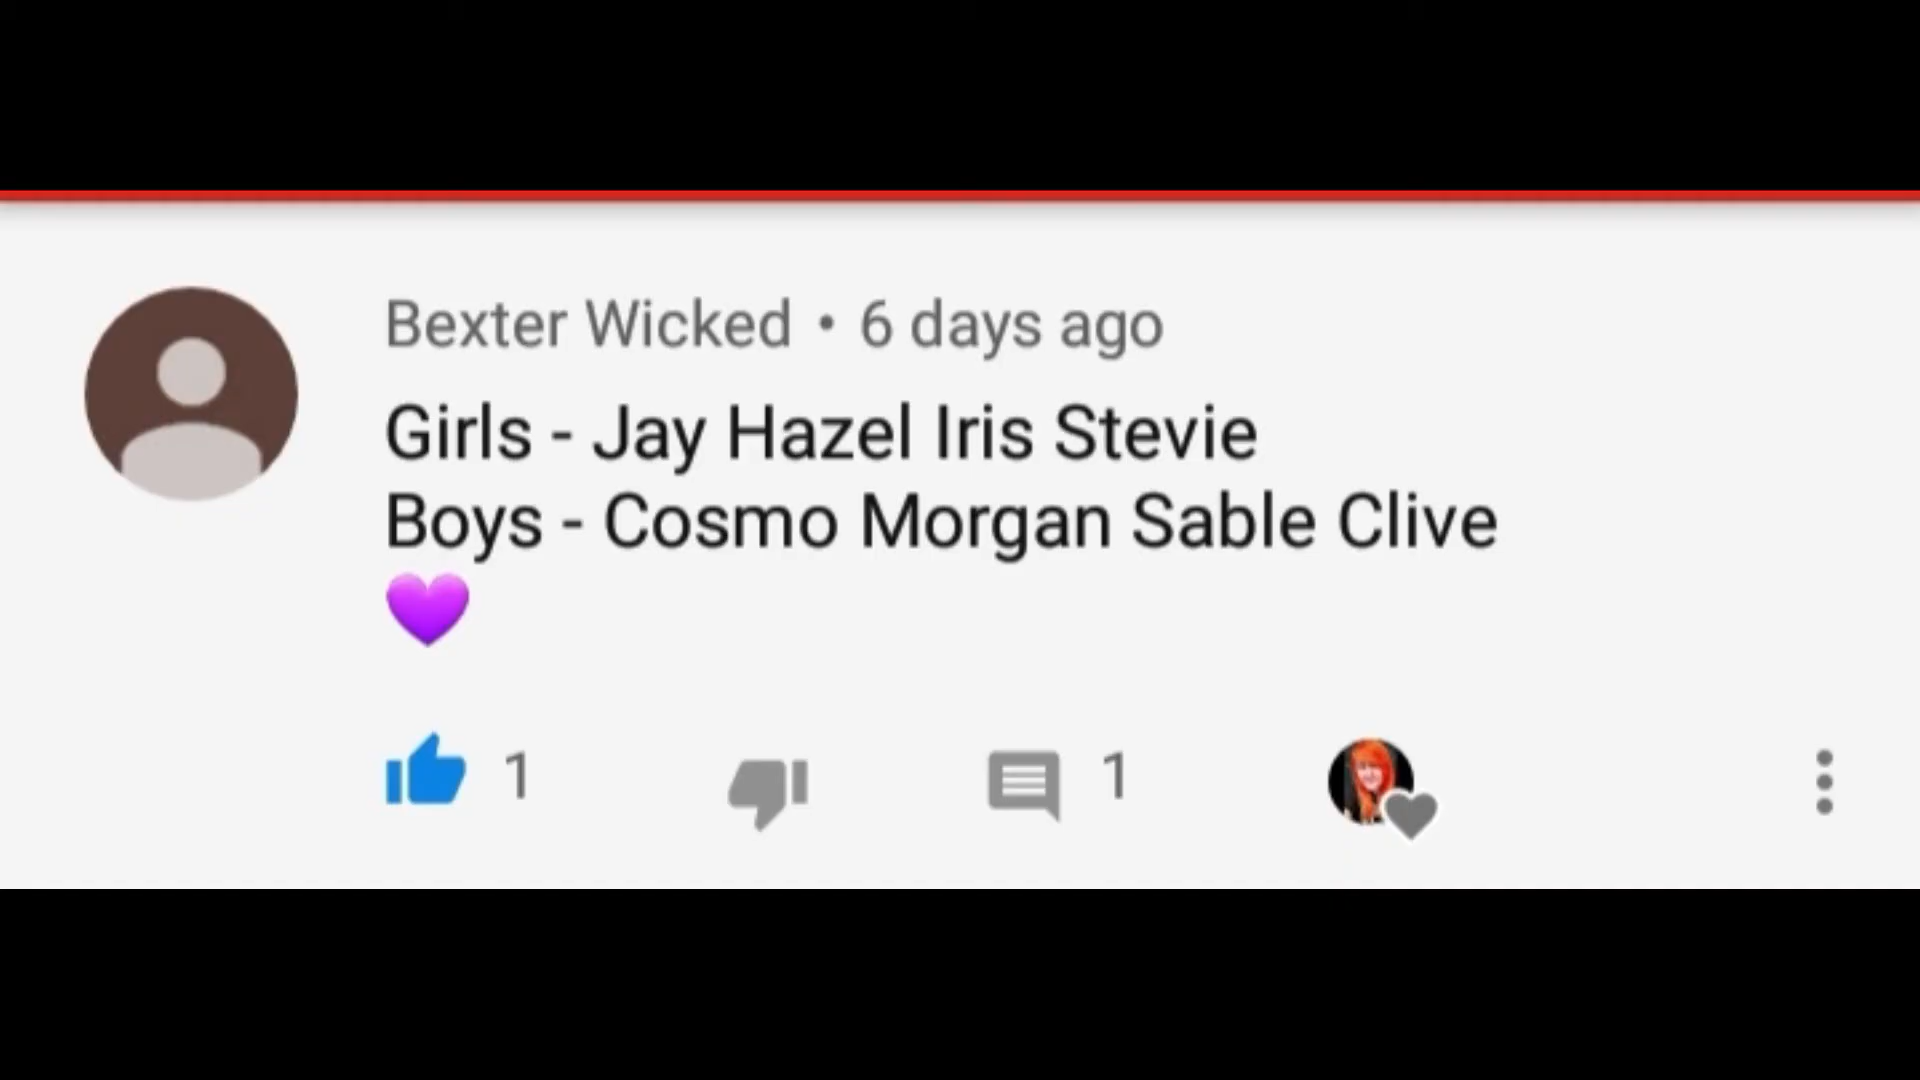 Bexter Wicked • 6 days ago
Girls - Jay Hazel Iris Stevie
Boys - Cosmo Morgan Sable Clive
💜
1 1